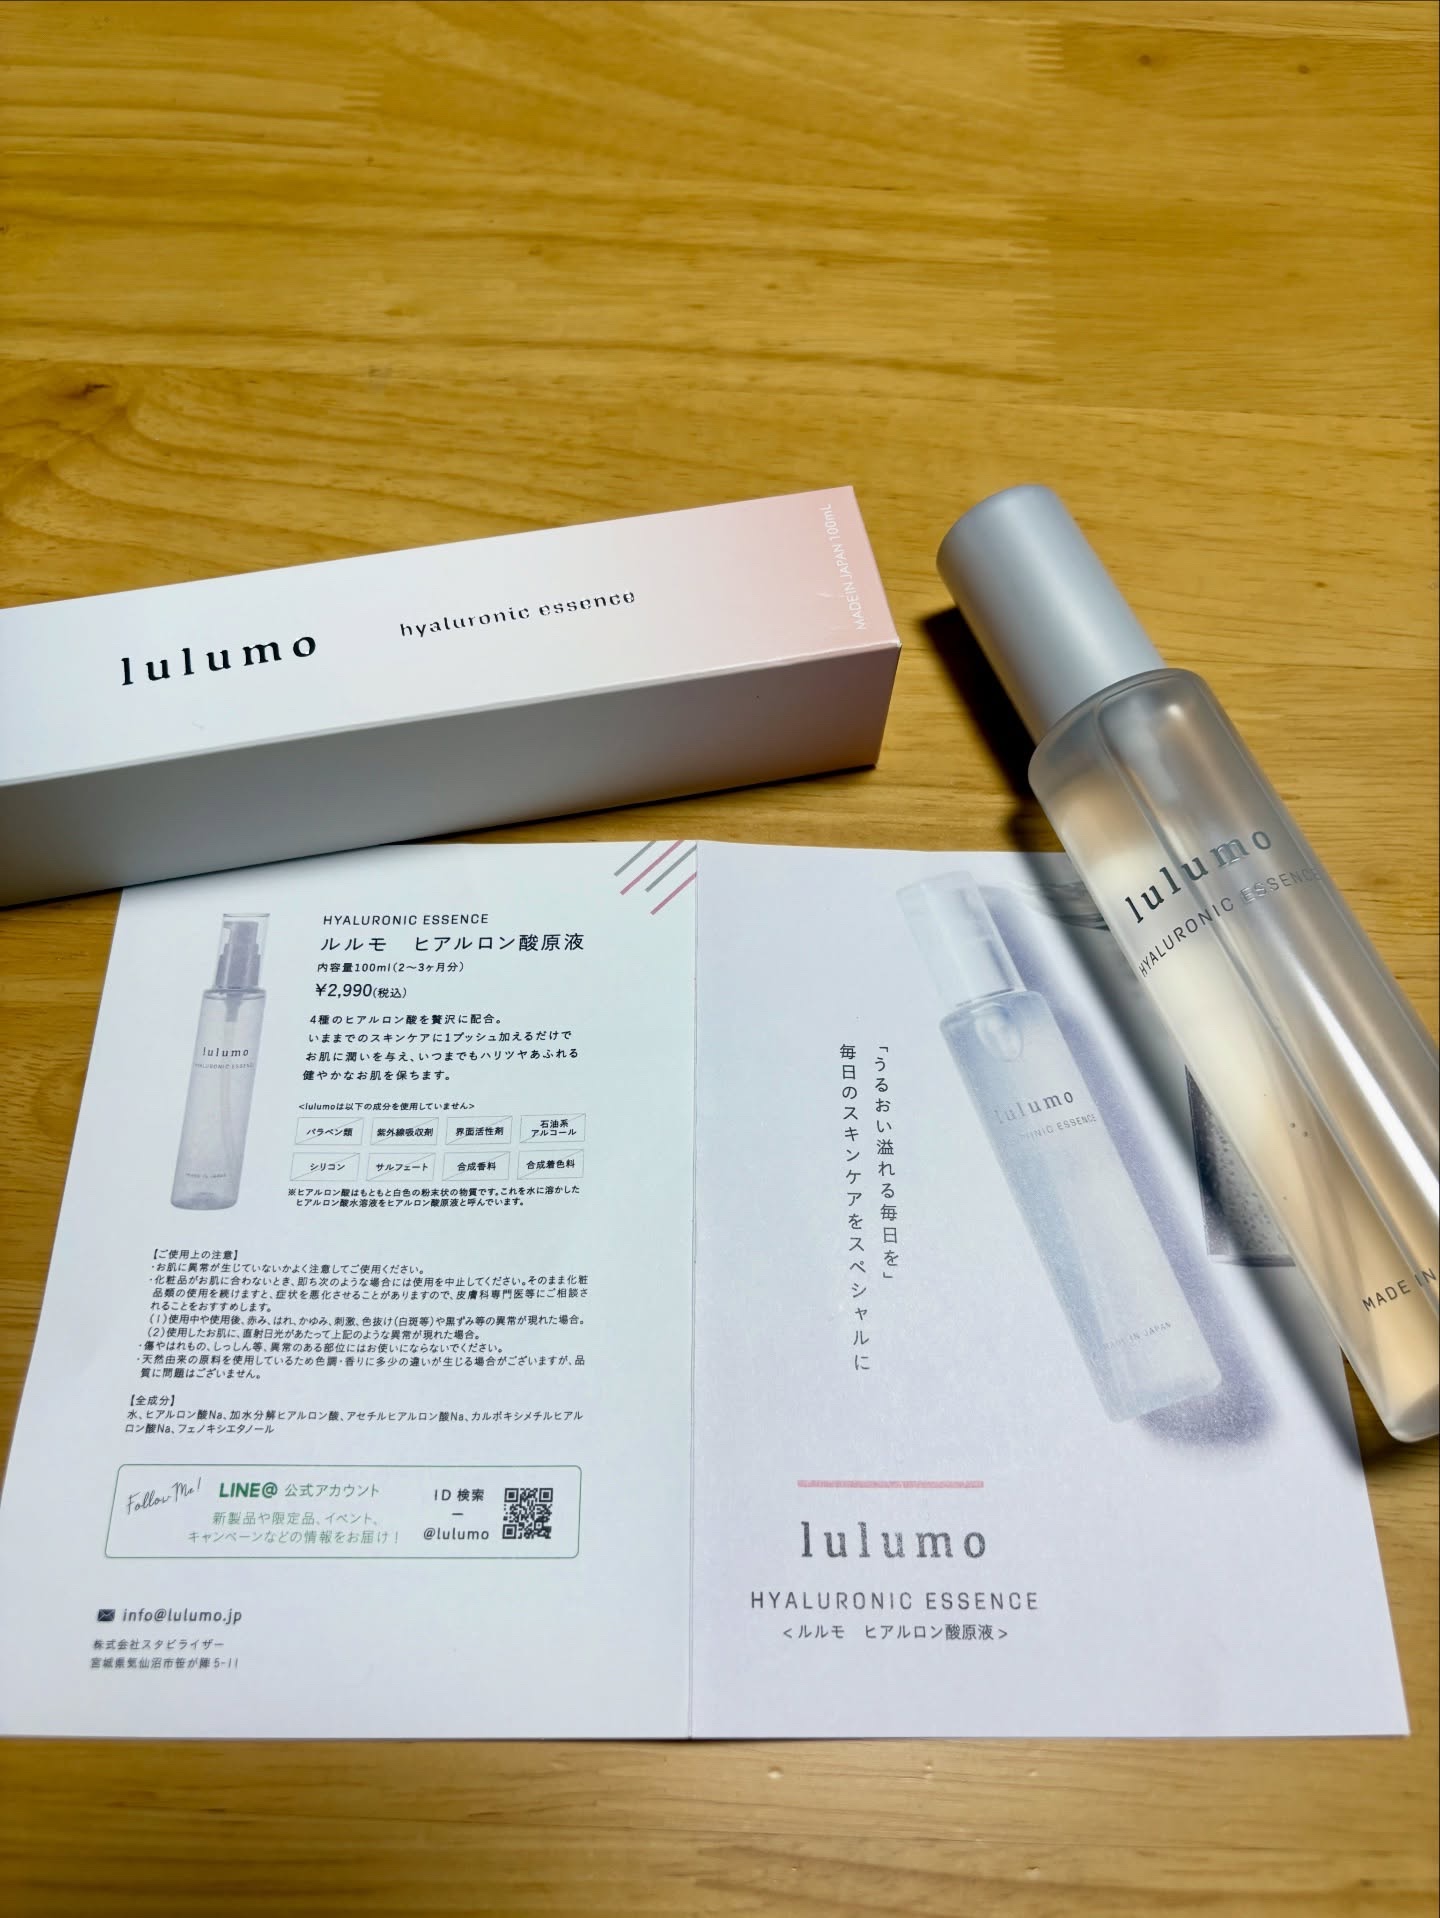 lulumo
hyaluronic essence
MADE IN JAPAN 100mL
lulumo
HYALURONIC ESSENCE
MADE IN
HYALURONIC ESSENCE
ルルモ　ヒアルロン酸原液
内容量100ml(2〜3ヶ月分)
¥2,990(税込)
4種のヒアルロン酸を贅沢に配合。
いままでのスキンケアに1プッシュ加えるだけで
お肌に潤いを与え、いつまでもハリツヤあふれる
健やかなお肌を保ちます。
<lulumoは以下の成分を使用していません>
パラベン類 紫外線吸収剤 界面活性剤 石油系アルコール
シリコン サルフェート 合成香料 合成着色料
※ヒアルロン酸はもともと白色の粉末状の物質です。これを水に溶かした
ヒアルロン酸水溶液をヒアルロン酸原液と呼んでいます。
lulumo
HYALURONIC ESSENCE
MADE IN JAPAN
【ご使用上の注意】
・お肌に異常が生じていないかよく注意してご使用ください。
・化粧品がお肌に合わないとき、即ち次のような場合には使用を中止してください。そのまま化粧
品類の使用を続けますと、症状を悪化させることがありますので、皮膚科専門医等にご相談さ
れることをおすすめします。
(1)使用中や使用後、赤み、はれ、かゆみ、刺激、色抜け(白斑等)や黒ずみ等の異常が現れた場合。
(2)使用したお肌に、直射日光があたって上記のような異常が現れた場合。
・傷やはれもの、しっしん等、異常のある部位にはお使いにならないでください。
・天然由来の原料を使用しているため色調・香りに多少の違いが生じる場合がございますが、品
質に問題はございません。
【全成分】
水、ヒアルロン酸Na、加水分解ヒアルロン酸、アセチルヒアルロン酸Na、カルボキシメチルヒアル
ロン酸Na、フェノキシエタノール
Follow Me!
LINE@ 公式アカウント
新製品や限定品、イベント、
キャンペーンなどの情報をお届け!
ID 検索
@lulumo
info@lulumo.jp
株式会社スタビライザー
宮城県気仙沼市笹が陣 5-11
「うるおい溢れる毎日を」
毎日のスキンケアをスペシャルに
lulumo
ESSENCE
MADE IN JAPAN
lulumo
HYALURONIC ESSENCE
<ルルモ　ヒアルロン酸原液>